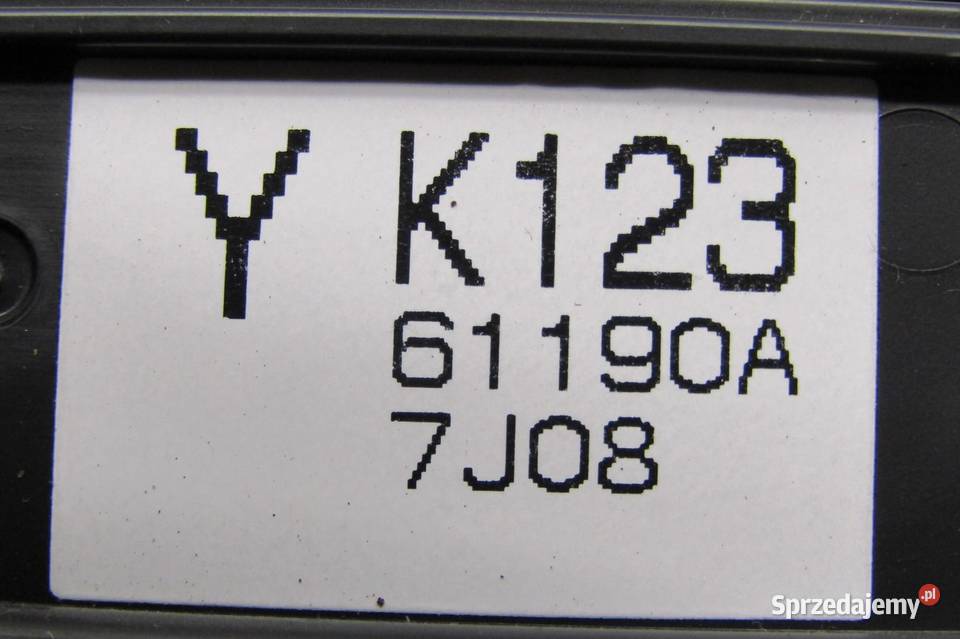 Y K123
61190A
7J08
Sprzedajemy.pl